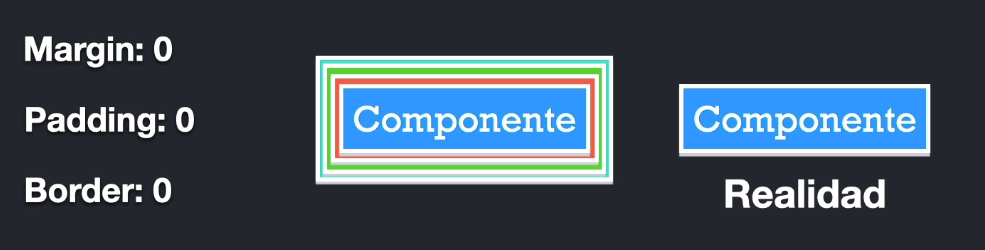 Margin: 0
Padding: 0
Border: 0
Componente
Componente
Realidad